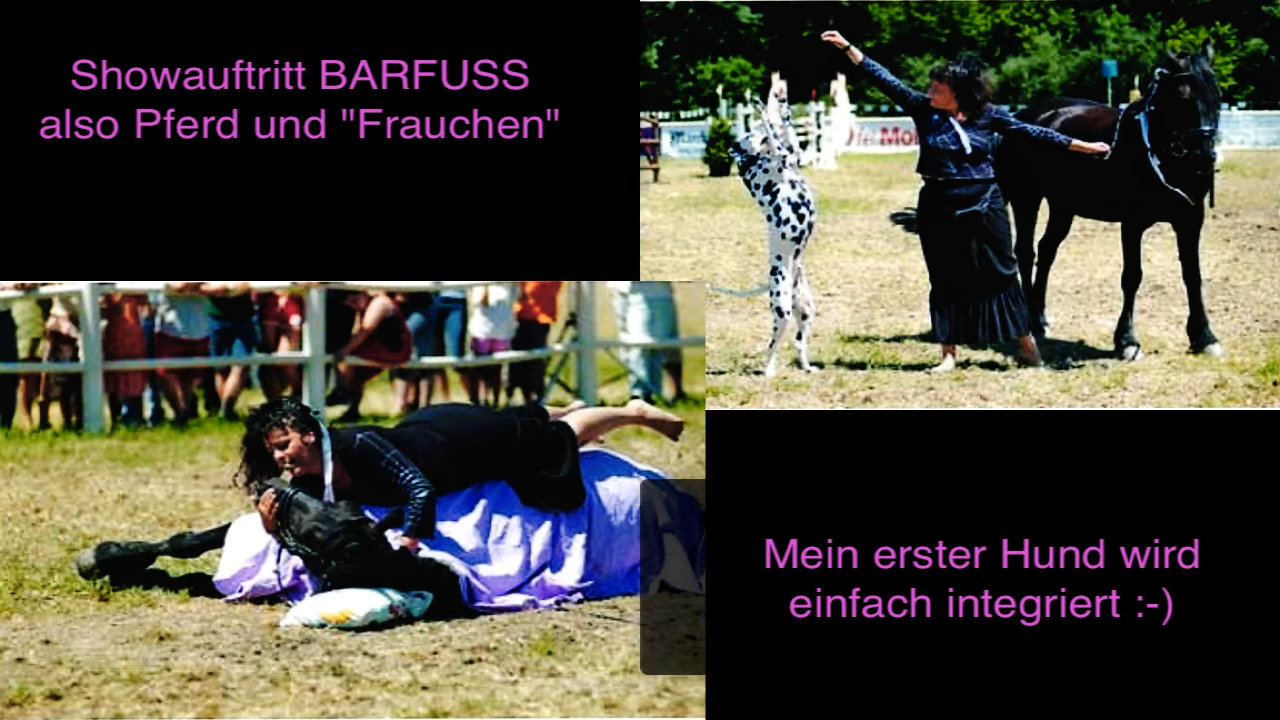 Showauftritt BARFUSS
also Pferd und "Frauchen"
Mein erster Hund wird
einfach integriert :-)